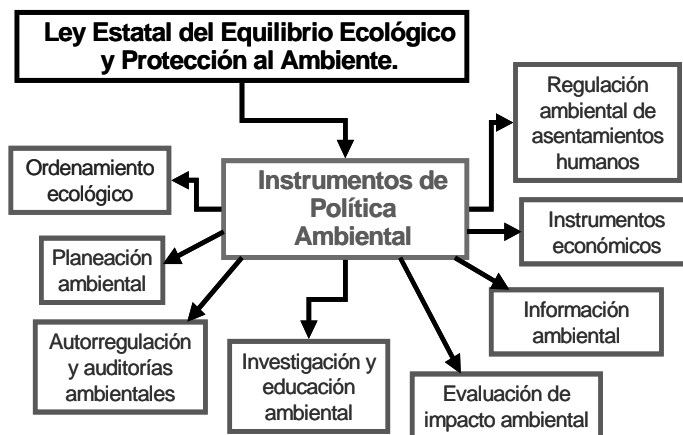 Ley Estatal del Equilibrio Ecológico
y Protección al Ambiente.
Regulación
ambiental de
asentamientos
humanos
Ordenamiento
ecológico
Instrumentos de
Política
Ambiental
Instrumentos
económicos
Planeación
ambiental
Información
ambiental
Autorregulación
y auditorías
ambientales
Investigación y
educación
ambiental
Evaluación de
impacto ambiental